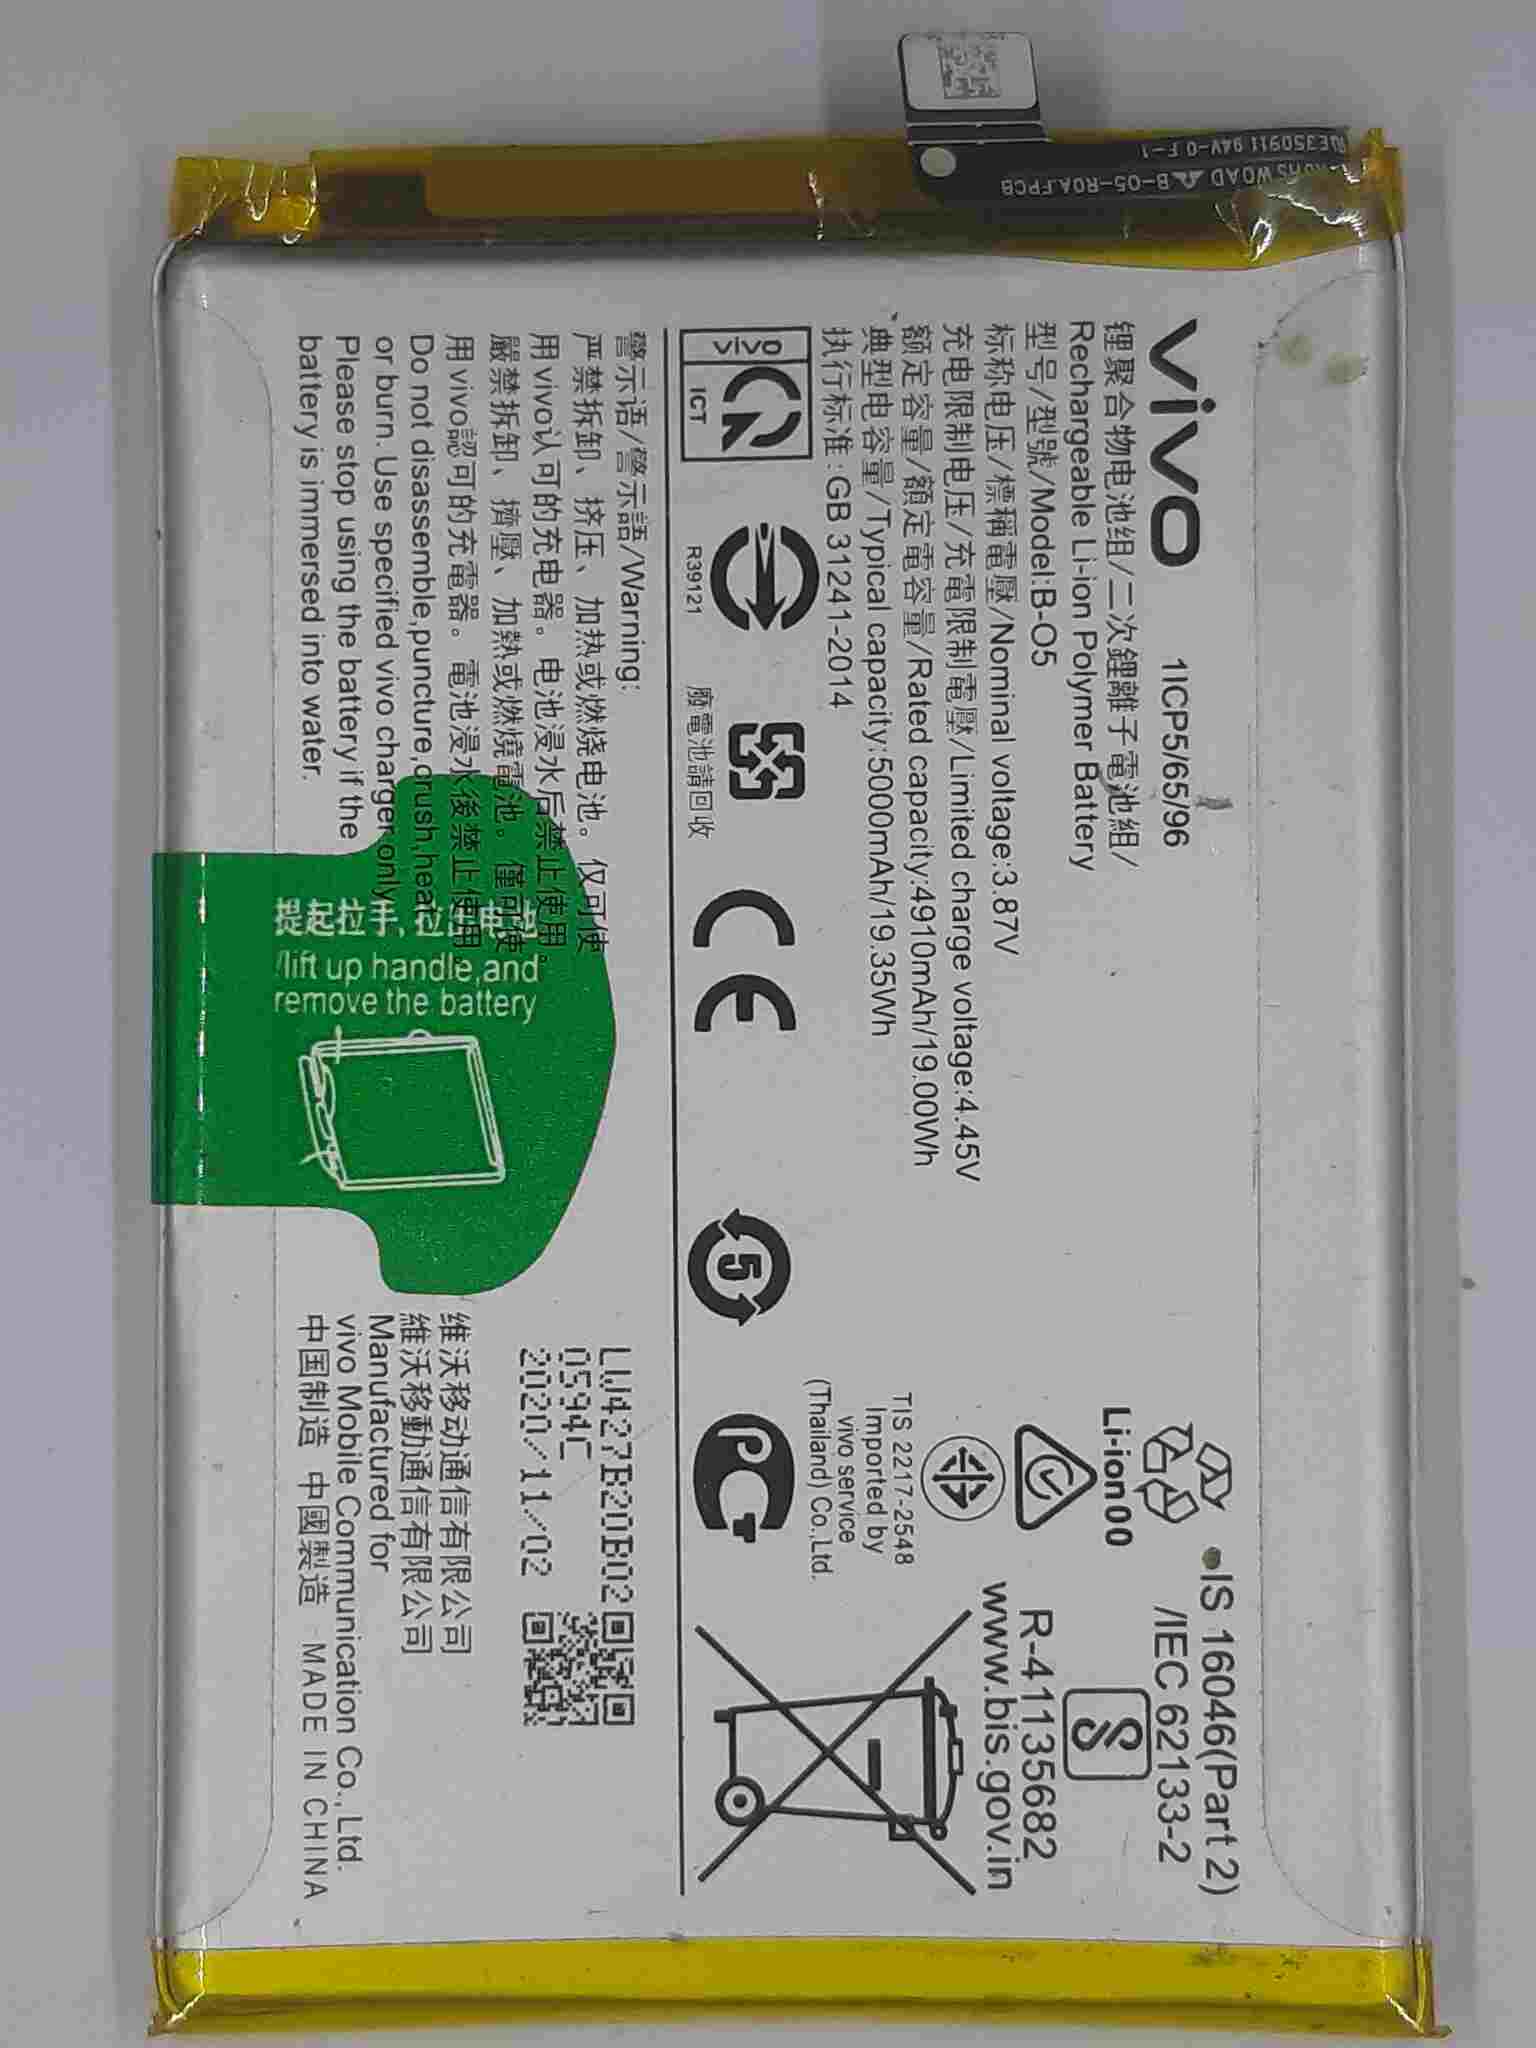 vivo 1ICP5/65/96
锂聚合物电池组/二次鋰離子電池組/
Rechargeable Li-ion Polymer Battery
型号/型號/Model:B-O5
标称电压/標稱電壓/Nominal voltage:3.87V
充电限制电压/充電限制電壓/Limited charge voltage:4.45V
额定容量/額定電容量/Rated capacity:4910mAh/19.00Wh
典型电容量/Typical capacity:5000mAh/19.35Wh
执行标准:GB 31241-2014
IS 16046(Part 2)
/IEC 62133-2
R-41135682
www.bis.gov.in
Li-ion00
TIS 2217-2548
Imported by
vivo service
(Thailand) Co.,Ltd.
vivo
ICT
R39121
廢電池請回收
CE
5
PCT
警示语/警示語/Warning:
严禁拆卸、挤压、加热或燃烧电池。仅可使
用vivo认可的充电器。电池浸水后禁止使用。
嚴禁拆卸、擠壓、加熱或燃燒電池。僅可使
用vivo認可的充電器。電池浸水後禁止使用。
Do not disassemble,puncture,crush,heat
or burn. Use specified vivo charger only.
Please stop using the battery if the
battery is immersed into water.
提起拉手,拉出电池
/lift up handle,and
remove the battery
LW427B20B02
0594C
2020/11/02
维沃移动通信有限公司
維沃移動通信有限公司
Manufactured for
vivo Mobile Communication Co., Ltd.
中国制造 中國製造 MADE IN CHINA
E350911 94V-0 F-1
ROHS WOAD B-O5-ROA.FPCB